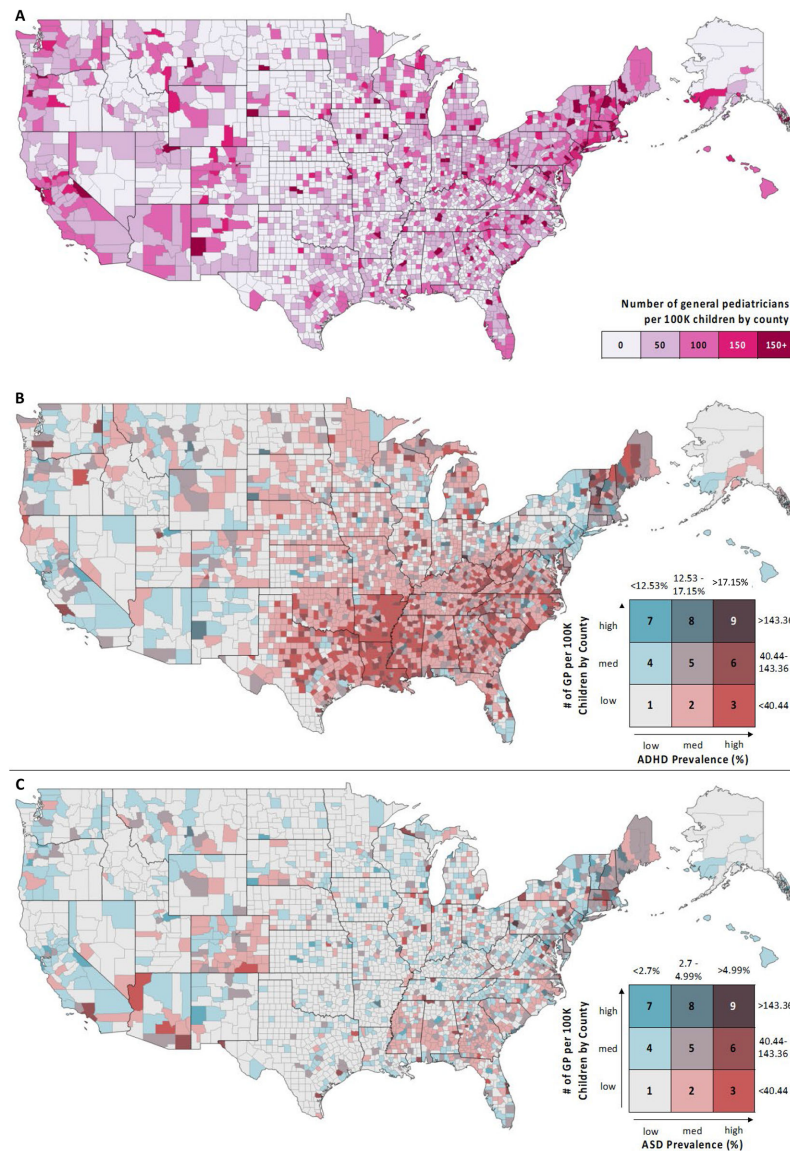 A
Number of general pediatricians
per 100K children by county
0 50 100 150 150+
B
<12.53% 12.53 - 17.15% >17.15%
# of GP per 100K
Children by County
high 7 8 9 >143.36
med 4 5 6 40.44-143.36
low 1 2 3 <40.44
low med high
ADHD Prevalence (%)
C
<2.7% 2.7 - 4.99% >4.99%
# of GP per 100K
Children by County
high 7 8 9 >143.36
med 4 5 6 40.44-143.36
low 1 2 3 <40.44
low med high
ASD Prevalence (%)